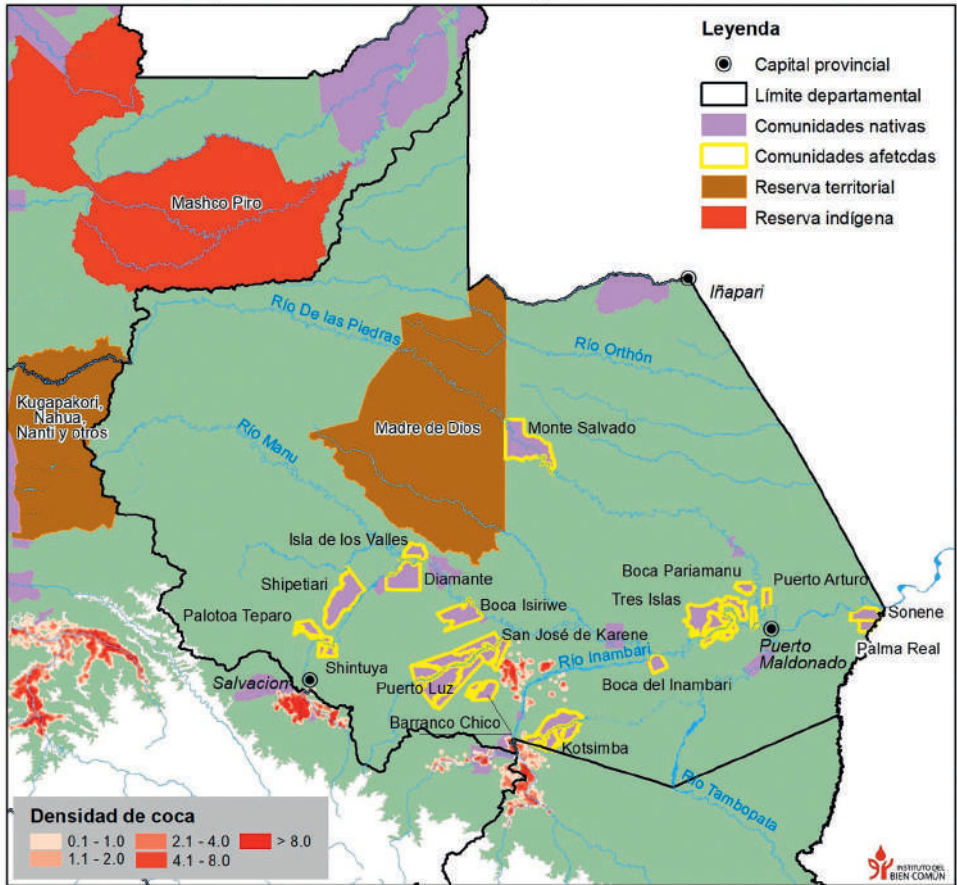 Leyenda
Capital provincial
Límite departamental
Comunidades nativas
Comunidades afetcdas
Reserva territorial
Reserva indígena
Mashco Piro
Iñapari
Río De las Piedras
Río Orthón
Kugapakori,
Nahua,
Nanti y otros
Río Manu
Madre de Dios
Monte Salvado
Isla de los Valles
Diamante
Shipetiari
Boca Pariamanu
Puerto Arturo
Tres Islas
Palotoa Teparo
Boca Isiriwe
Sonene
San José de Karene
Puerto
Maldonado
Palma Real
Shintuya
Río Inambari
Salvacion
Puerto Luz
Boca del Inambari
Barranco Chico
Kotsimba
Río Tambopata
Densidad de coca
0.1 - 1.0
2.1 - 4.0
> 8.0
1.1 - 2.0
4.1 - 8.0
INSTITUTO DEL
BIEN COMÚN